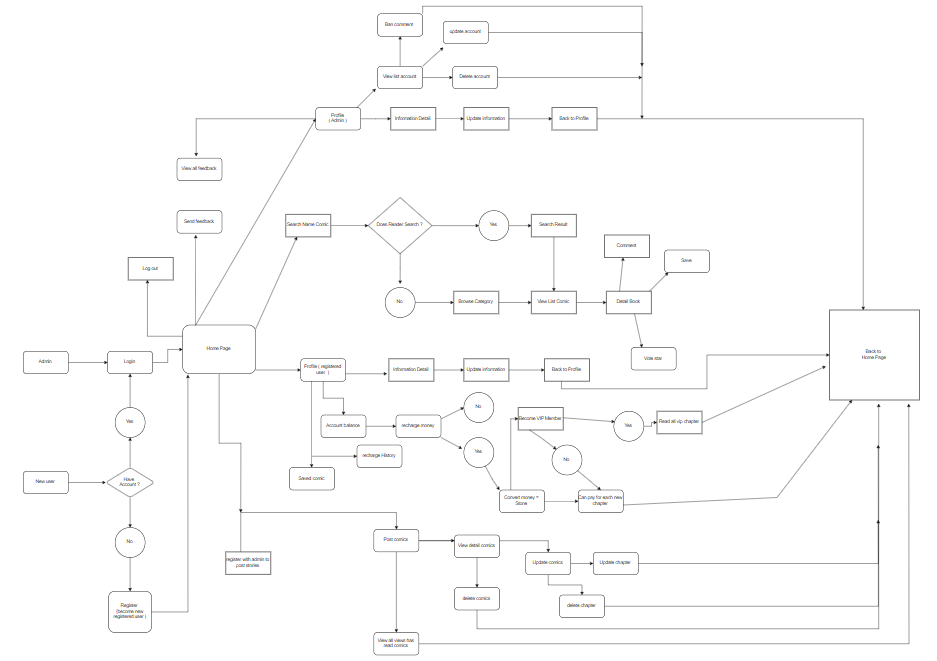 Ban comment
update account
View list account
Delete account
Profile
( Admin )
Information Detail
Update information
Back to Profile
View all feedback
Send feedback
Search Name Comic
Does Reader Search ?
Yes
Search Result
Comment
Save
Log out
No
Browse Category
View List Comic
Detail Book
Home Page
Back to
Home Page
Admin
Login
Vote star
Profile ( registered
user )
Information Detail
Update information
Back to Profile
Yes
Account balance
recharge money
No
Become VIP Member
Yes
Read all vip chapter
recharge History
Yes
No
New user
Have
Account ?
Saved comic
Convert money =
Stone
Can pay for each new
chapter
No
Post comics
View detail comics
register with admin to
post stories
Update comics
Update chapter
Register
(become new
registered user )
delete comics
delete chapter
View all views has
read comics